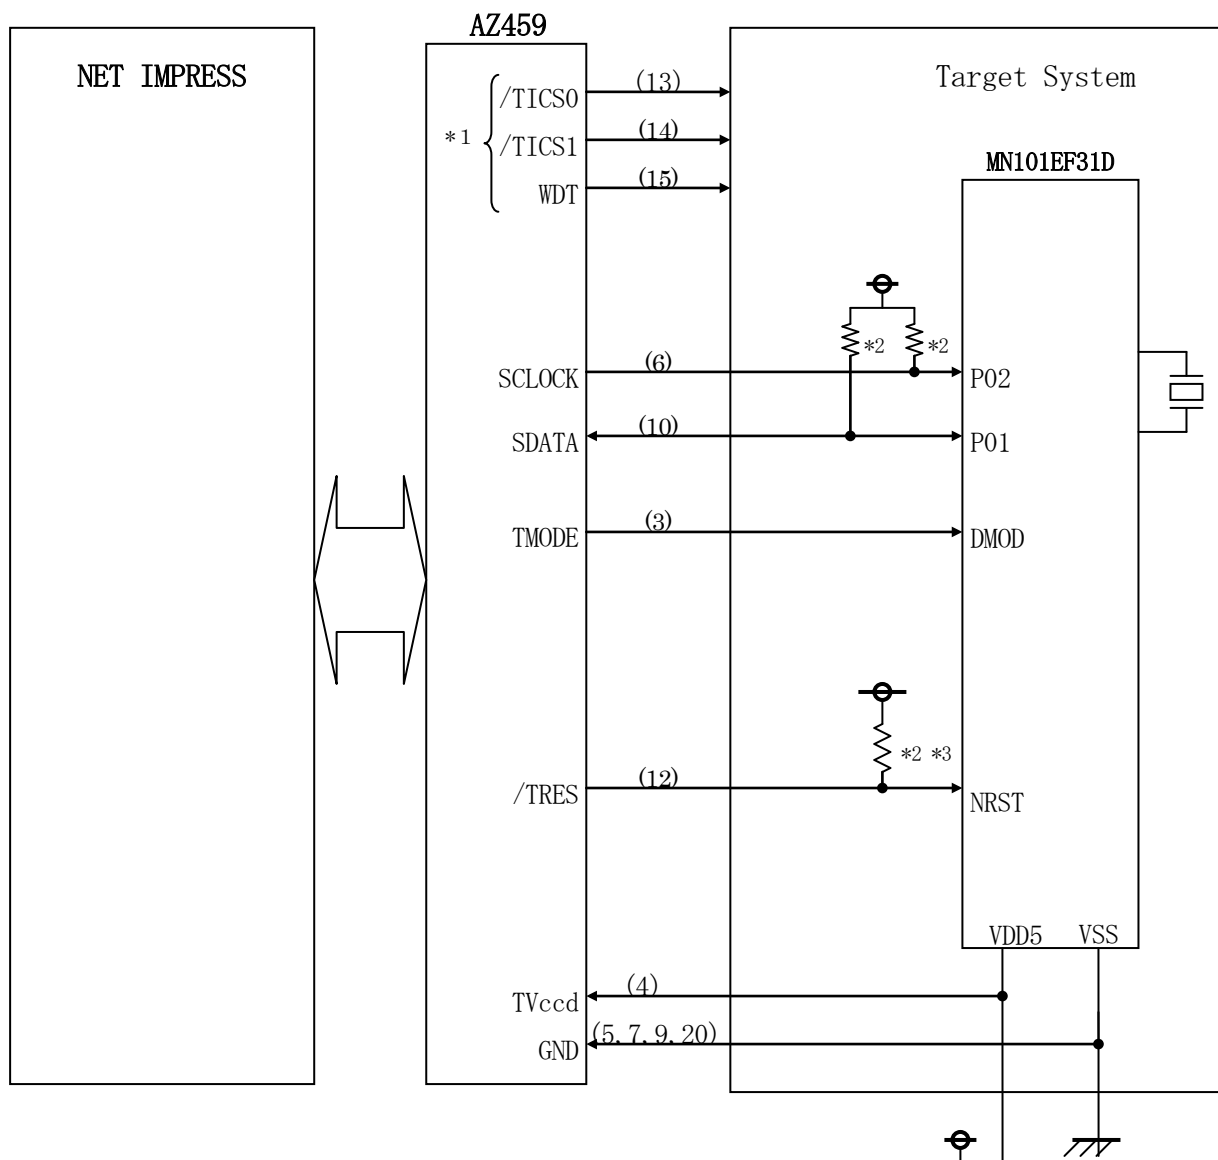 AZ459
NET IMPRESS
Target System
/TICS0
(13)
*1
/TICS1
(14)
WDT
(15)
MN101EF31D
*2
*2
SCLOCK
(6)
P02
SDATA
(10)
P01
TMODE
(3)
DMOD
*2 *3
/TRES
(12)
NRST
VDD5
VSS
TVccd
(4)
GND
(5,7,9,20)